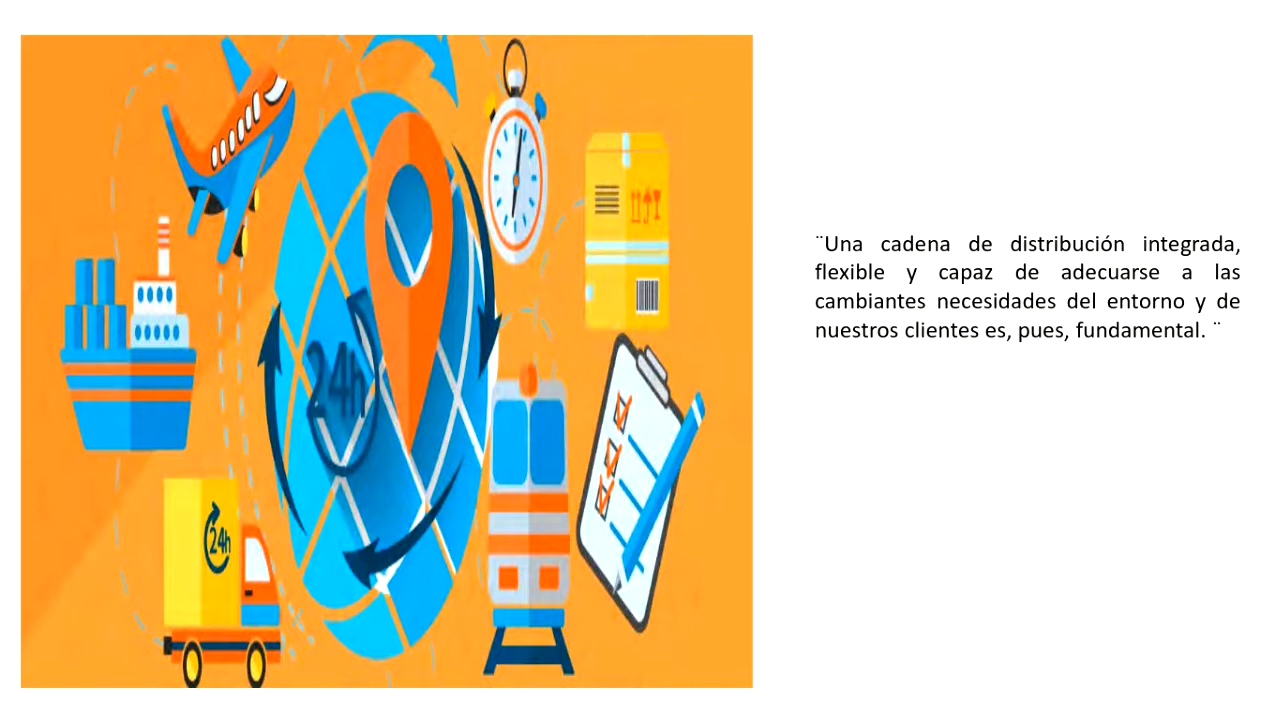 24h
24h
¨Una cadena de distribución integrada,
flexible y capaz de adecuarse a las
cambiantes necesidades del entorno y de
nuestros clientes es, pues, fundamental. ¨